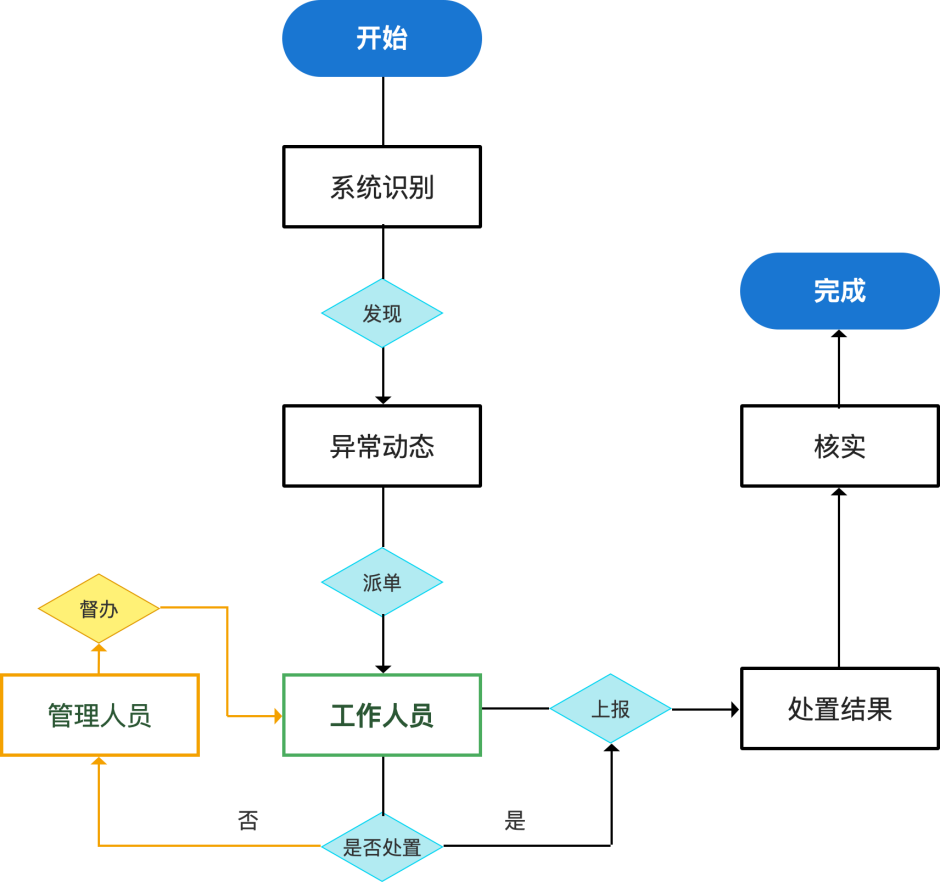 开始
系统识别
发现
完成
异常动态
核实
派单
督办
管理人员
工作人员
上报
处置结果
否
是
是否处置